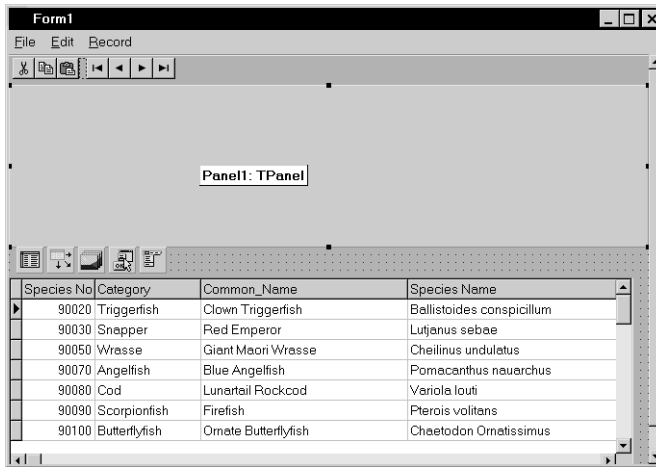 Form1
File Edit Record
Panel1: TPanel
Species No Category Common_Name Species Name
90020 Triggerfish Clown Triggerfish Ballistoides conspicillum
90030 Snapper Red Emperor Lutjanus sebae
90050 Wrasse Giant Maori Wrasse Cheilinus undulatus
90070 Angelfish Blue Angelfish Pomacanthus nauarchus
90080 Cod Lunartail Rockcod Variola louti
90090 Scorpionfish Firefish Pterois volitans
90100 Butterflyfish Ornate Butterflyfish Chaetodon Ornatissimus